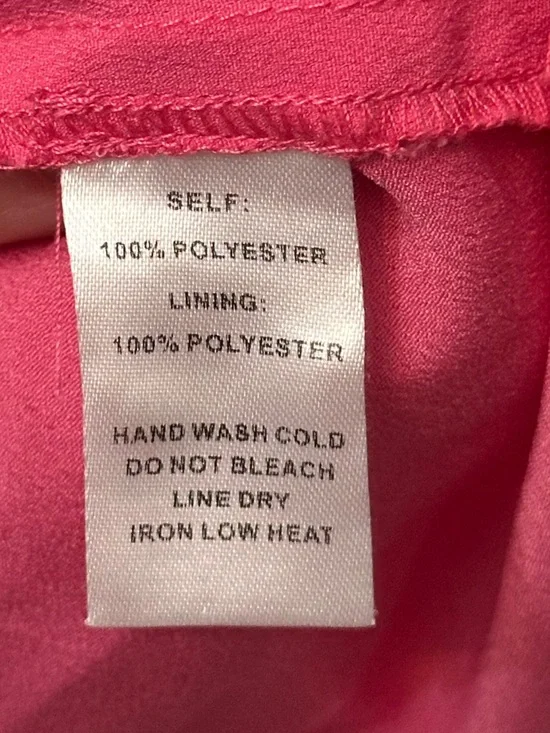 SELF:
100% POLYESTER
LINING:
100% POLYESTER
HAND WASH COLD
DO NOT BLEACH
LINE DRY
IRON LOW HEAT